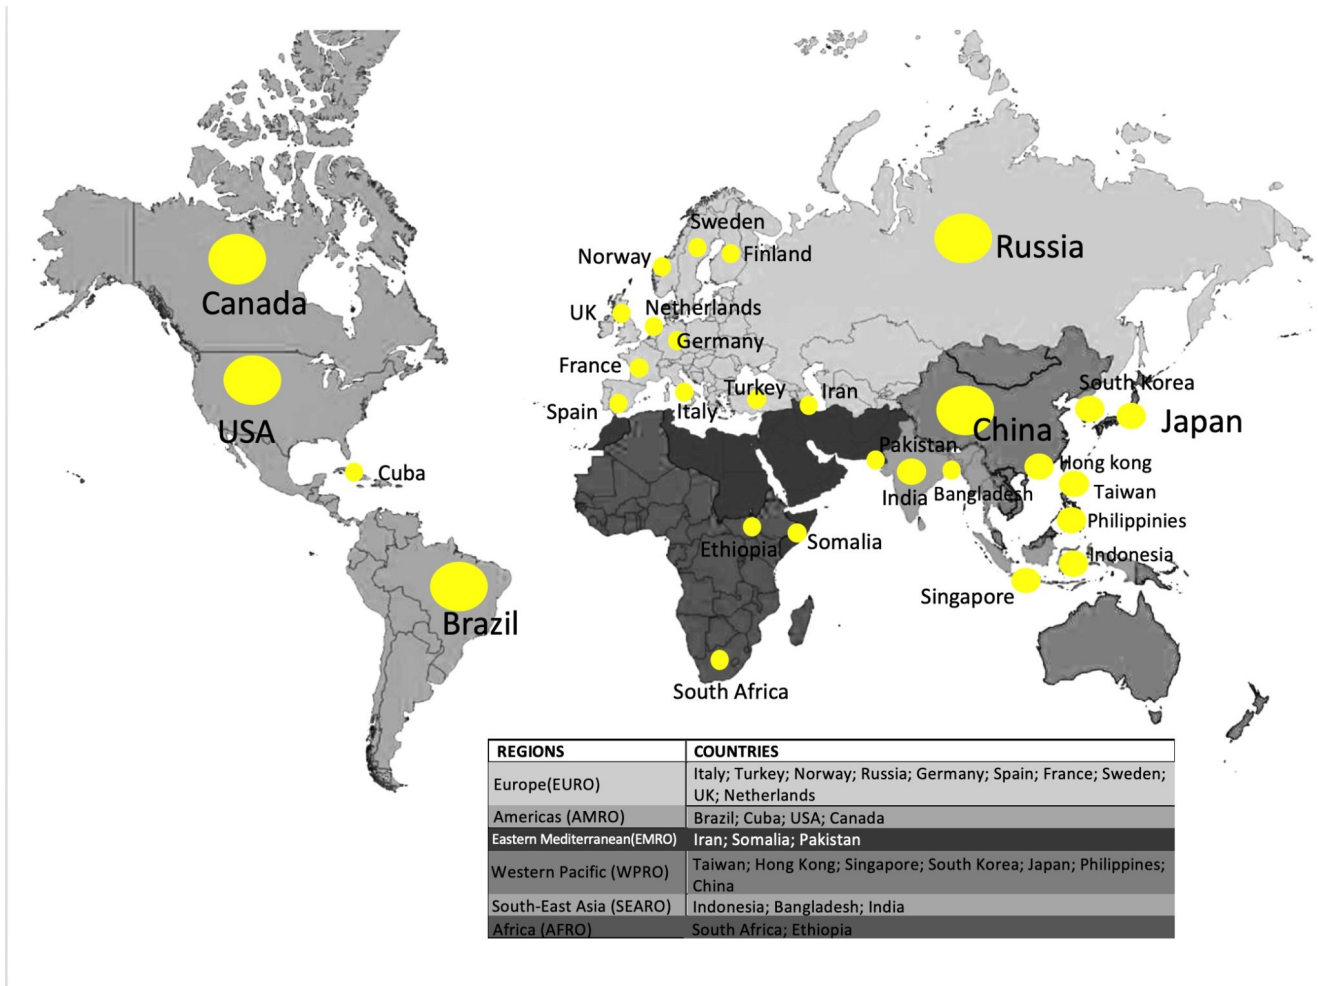 Sweden
Norway
Finland
Russia
Canada
UK
Netherlands
Germany
France
Turkey
Iran
South Korea
Spain
Italy
Japan
USA
China
Pakistan
Cuba
Hong kong
India
Bangladesh
Taiwan
Philippinies
Ethiopia
Somalia
Indonesia
Singapore
Brazil
South Africa
REGIONS COUNTRIES
Europe(EURO) Italy; Turkey; Norway; Russia; Germany; Spain; France; Sweden;
UK; Netherlands
Americas (AMRO) Brazil; Cuba; USA; Canada
Eastern Mediterranean(EMRO) Iran; Somalia; Pakistan
Western Pacific (WPRO) Taiwan; Hong Kong; Singapore; South Korea; Japan; Philippines;
China
South-East Asia (SEARO) Indonesia; Bangladesh; India
Africa (AFRO) South Africa; Ethiopia